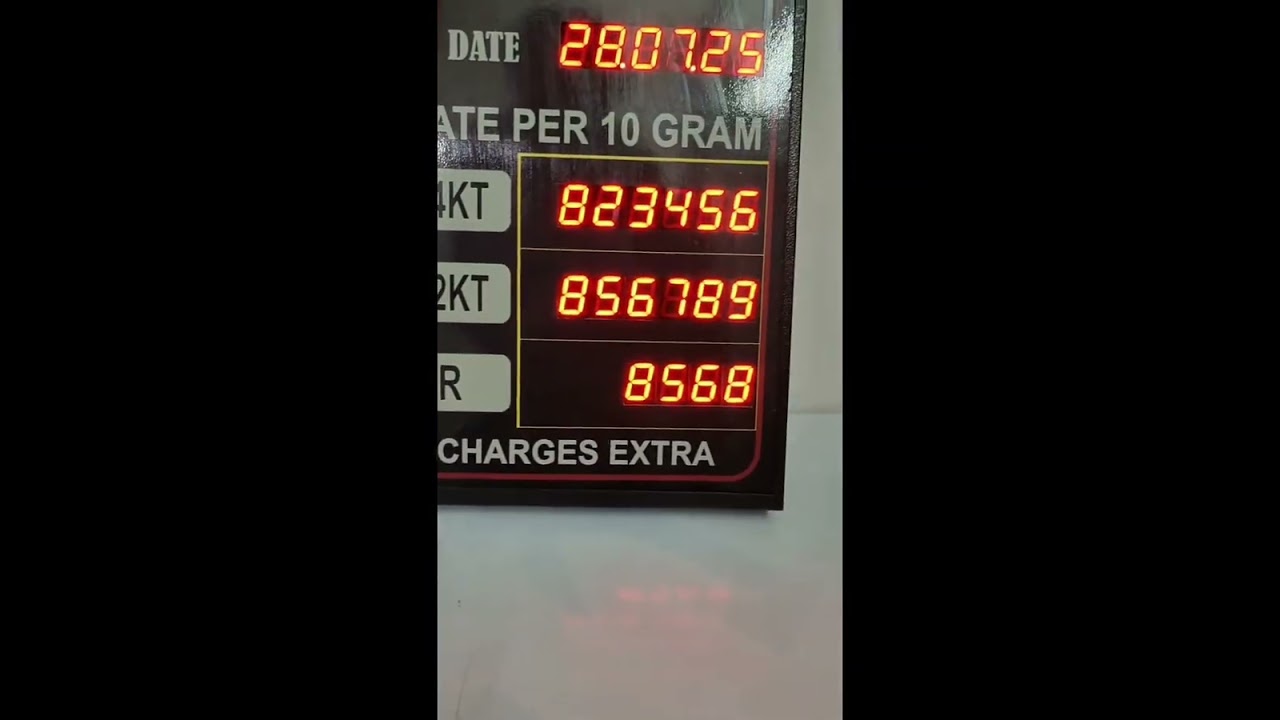 DATE 28.07.25
ATE PER 10 GRAM
4KT 823456
2KT 856789
R 8568
CHARGES EXTRA